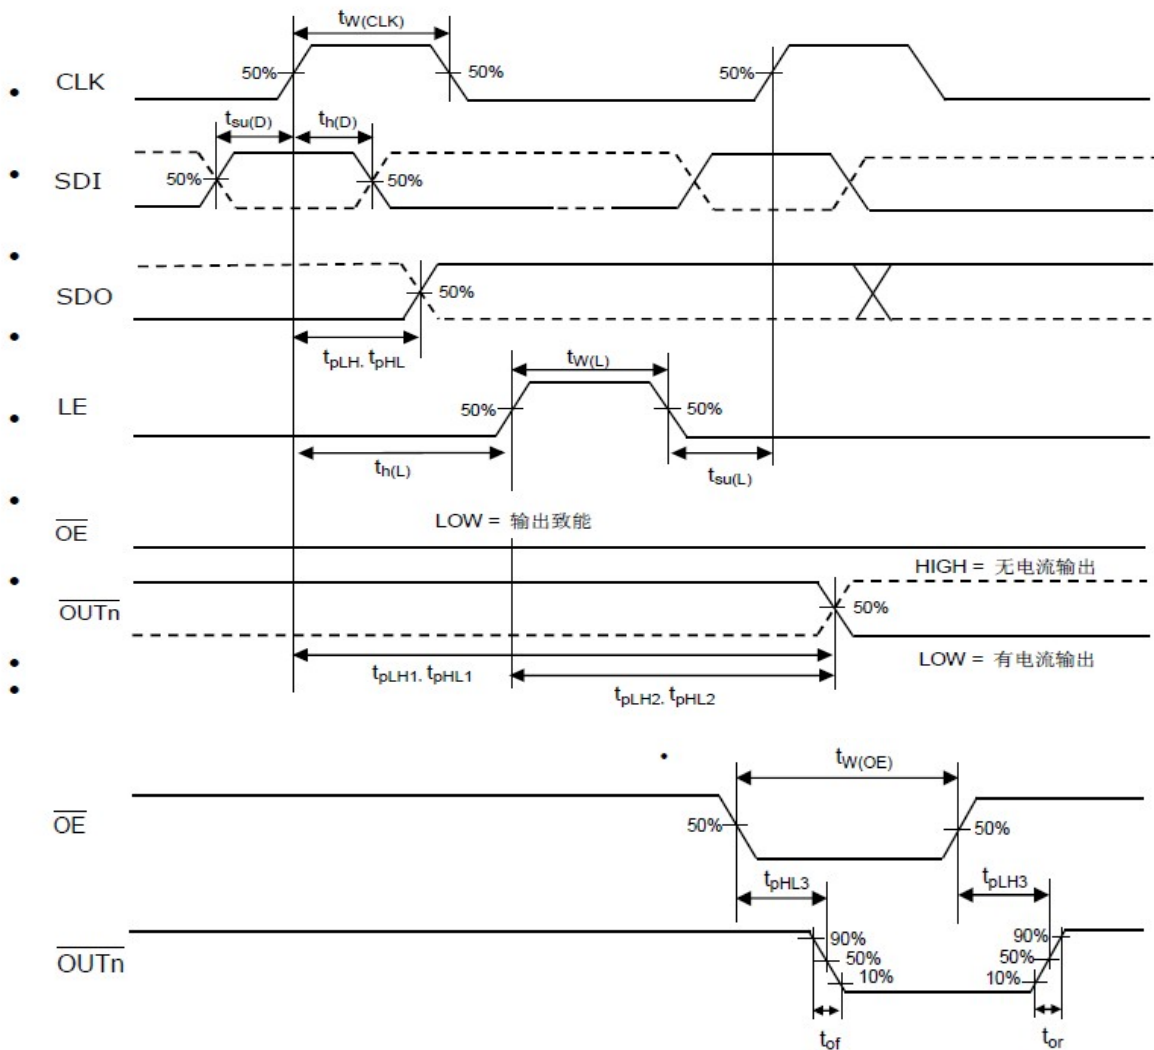 tW(CLK)
CLK
50%
50%
50%
tsu(D)
th(D)
SDI
50%
50%
SDO
50%
tpLH. tpHL
tW(L)
LE
50%
50%
th(L)
tsu(L)
LOW = 输出致能
OE
HIGH = 无电流输出
OUTn
50%
LOW = 有电流输出
tpLH1. tpHL1
tpLH2. tpHL2
tW(OE)
OE
50%
50%
tpHL3
tpLH3
OUTn
90%
50%
10%
90%
50%
10%
tof
tor